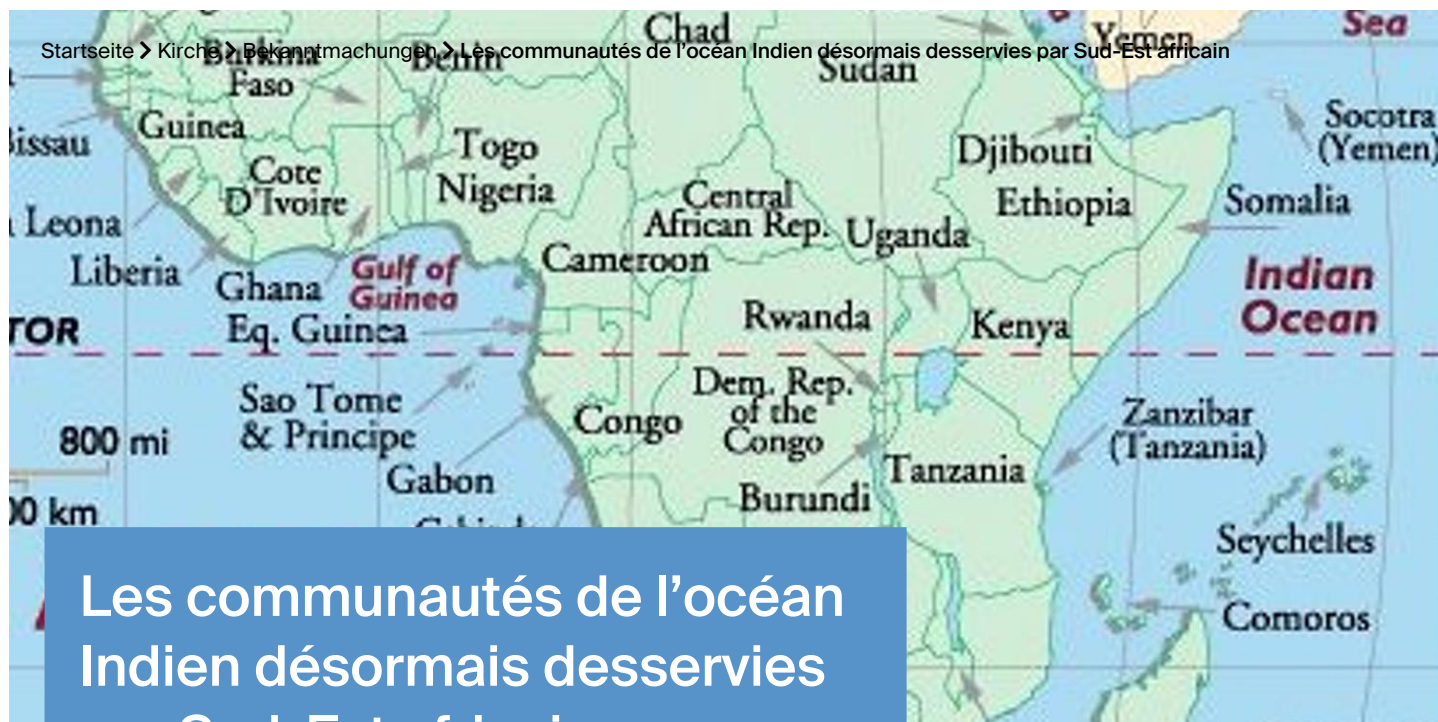 Startseite > Kirche > Bekanntmachungen > Les communautés de l'océan Indien désormais desservies par Sud-Est africain
Chad
Yemen
Sea
Burkina
Faso
Benin
Sudan
Guinea
Bissau
Togo
Nigeria
Djibouti
Socotra
(Yemen)
Cote
D'Ivoire
Central
African Rep.
Ethiopia
Somalia
Leona
Uganda
Liberia
Ghana
Gulf of
Guinea
Cameroon
Indian
Ocean
TOR
Eq. Guinea
Rwanda
Kenya
Sao Tome
& Principe
Dem. Rep.
of the
Congo
Congo
Zanzibar
(Tanzania)
800 mi
Gabon
Burundi
Tanzania
00 km
Seychelles
Comoros
Les communautés de l'océan
Indien désormais desservies